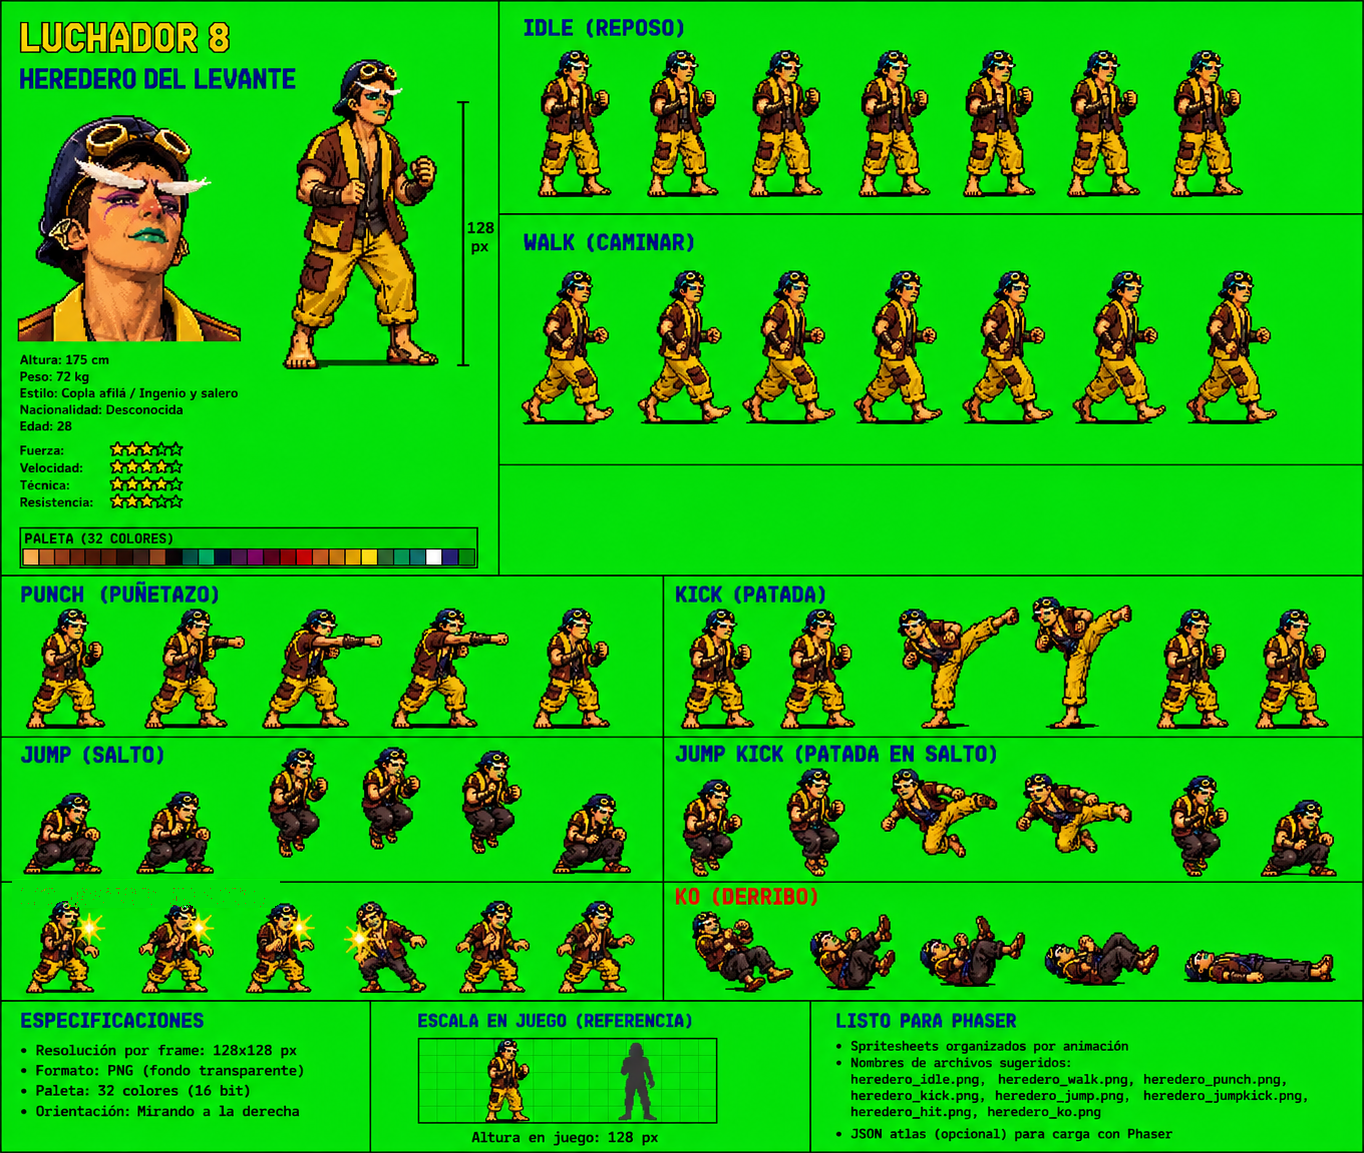 LUCHADOR 8
HEREDERO DEL LEVANTE
128
px
Altura: 175 cm
Peso: 72 kg
Estilo: Copla afilá / Ingenio y salero
Nacionalidad: Desconocida
Edad: 28
Fuerza:
Velocidad:
Técnica:
Resistencia:
PALETA (32 COLORES)
IDLE (REPOSO)
WALK (CAMINAR)
PUNCH (PUÑETAZO)
KICK (PATADA)
JUMP (SALTO)
JUMP KICK (PATADA EN SALTO)
KO (DERRIBO)
ESPECIFICACIONES
• Resolución por frame: 128x128 px
• Formato: PNG (fondo transparente)
• Paleta: 32 colores (16 bit)
• Orientación: Mirando a la derecha
ESCALA EN JUEGO (REFERENCIA)
Altura en juego: 128 px
LISTO PARA PHASER
• Spritesheets organizados por animación
• Nombres de archivos sugeridos:
heredero_idle.png, heredero_walk.png, heredero_punch.png,
heredero_kick.png, heredero_jump.png, heredero_jumpkick.png,
heredero_hit.png, heredero_ko.png
• JSON atlas (opcional) para carga con Phaser